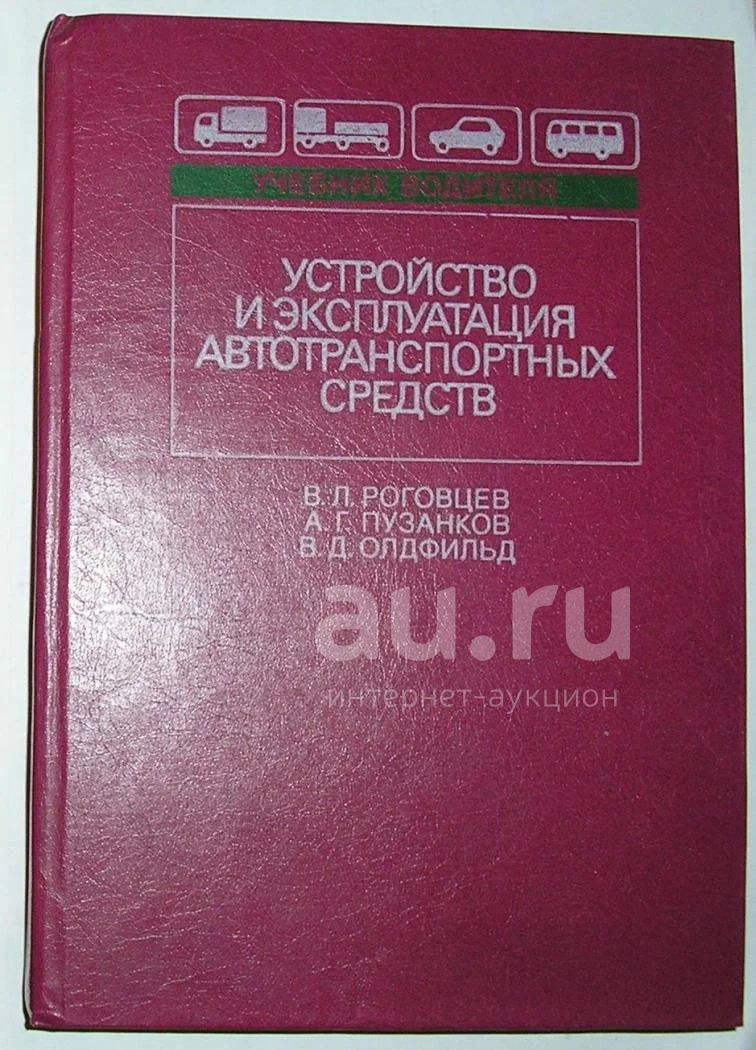 УЧЕБНИК ВОДИТЕЛЯ
УСТРОЙСТВО
И ЭКСПЛУАТАЦИЯ
АВТОТРАНСПОРТНЫХ
СРЕДСТВ
В. Л. РОГОВЦЕВ
А. Г. ПУЗАНКОВ
В. Д. ОЛДФИЛЬД
au.ru
интернет-аукцион